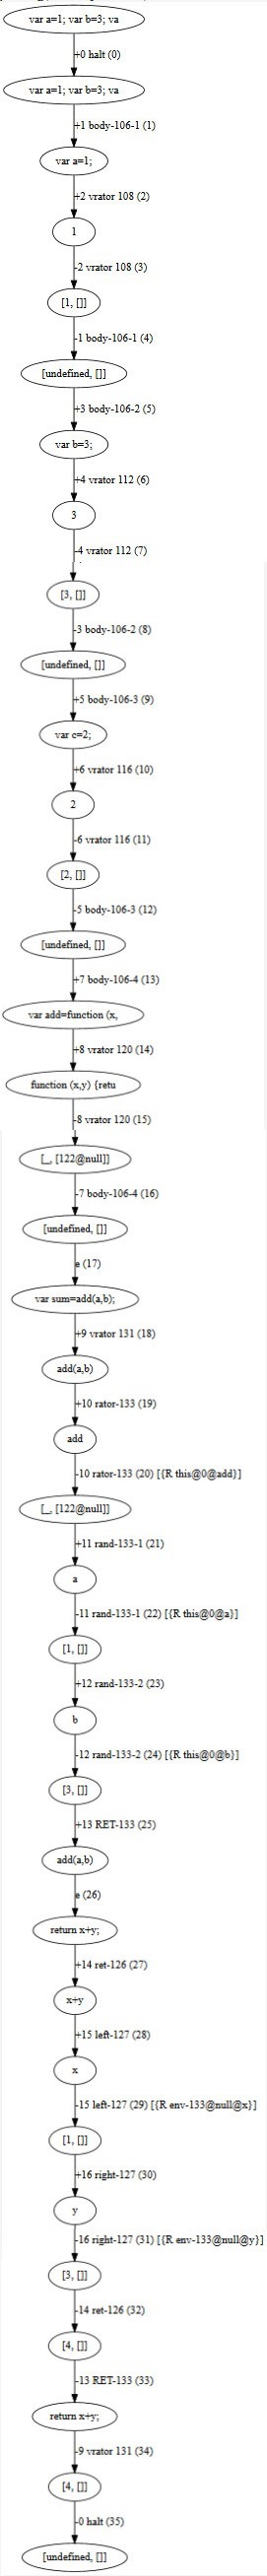 var a=1; var b=3; va
+0 halt (0)
var a=1; var b=3; va
+1 body-106-1 (1)
var a=1;
+2 vrator 108 (2)
1
-2 vrator 108 (3)
[1, []]
-1 body-106-1 (4)
[undefined, []]
+3 body-106-2 (5)
var b=3;
+4 vrator 112 (6)
3
-4 vrator 112 (7)
[3, []]
-3 body-106-2 (8)
[undefined, []]
+5 body-106-3 (9)
var c=2;
+6 vrator 116 (10)
2
-6 vrator 116 (11)
[2, []]
-5 body-106-3 (12)
[undefined, []]
+7 body-106-4 (13)
var add=function (x,
+8 vrator 120 (14)
function (x,y) {retu
-8 vrator 120 (15)
[_, [122@null]]
-7 body-106-4 (16)
[undefined, []]
e (17)
var sum=add(a,b);
+9 vrator 131 (18)
add(a,b)
+10 rator-133 (19)
add
-10 rator-133 (20) [{R this@0@add}]
[_, [122@null]]
+11 rand-133-1 (21)
a
-11 rand-133-1 (22) [{R this@0@a}]
[1, []]
+12 rand-133-2 (23)
b
-12 rand-133-2 (24) [{R this@0@b}]
[3, []]
+13 RET-133 (25)
add(a,b)
e (26)
return x+y;
+14 ret-126 (27)
x+y
+15 left-127 (28)
x
-15 left-127 (29) [{R env-133@null@x}]
[1, []]
+16 right-127 (30)
y
-16 right-127 (31) [{R env-133@null@y}]
[3, []]
-14 ret-126 (32)
[4, []]
-13 RET-133 (33)
return x+y;
-9 vrator 131 (34)
[4, []]
-0 halt (35)
[undefined, []]